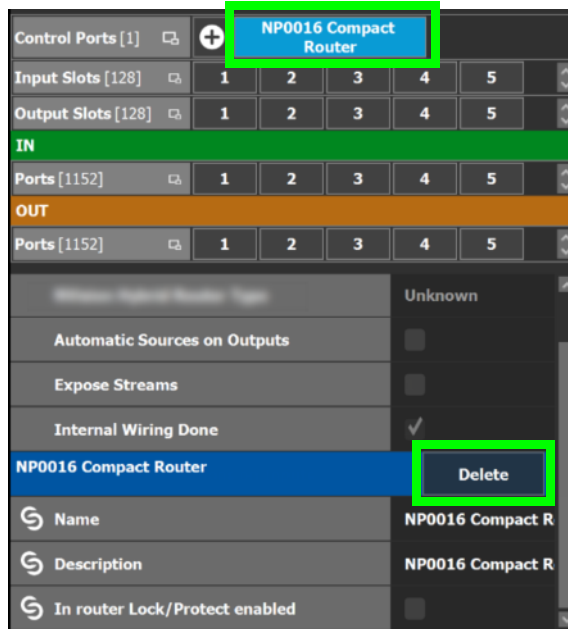 Control Ports [1]
NP0016 Compact
Router
Input Slots [128] 1 2 3 4 5
Output Slots [128] 1 2 3 4 5
IN
Ports [1152] 1 2 3 4 5
OUT
Ports [1152] 1 2 3 4 5
Unknown
Automatic Sources on Outputs
Expose Streams
Internal Wiring Done
NP0016 Compact Router Delete
Name NP0016 Compact R
Description NP0016 Compact R
In router Lock/Protect enabled